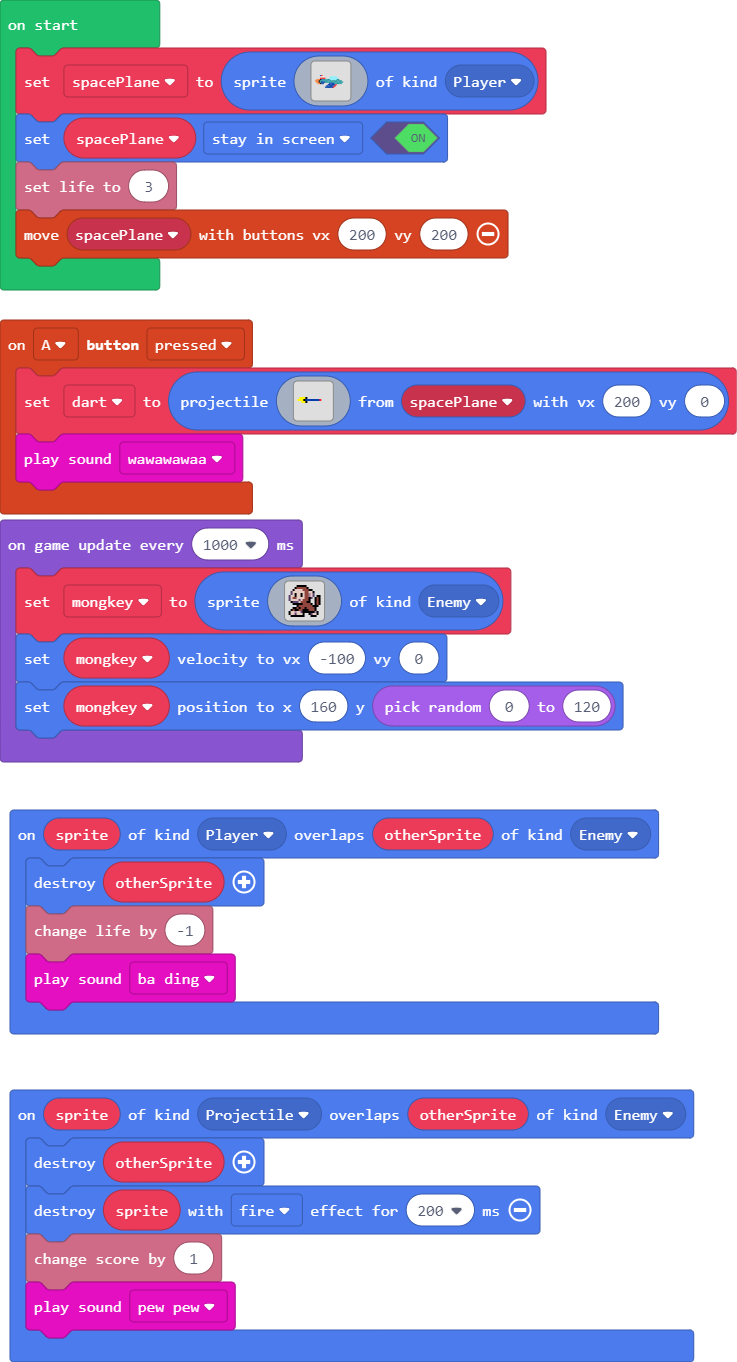 on start
set spacePlane to sprite of kind Player
set spacePlane stay in screen ON
set life to 3
move spacePlane with buttons vx 200 vy 200
on A button pressed
set dart to projectile from spacePlane with vx 200 vy 0
play sound wawawawaa
on game update every 1000 ms
set mongkey to sprite of kind Enemy
set mongkey velocity to vx -100 vy 0
set mongkey position to x 160 y pick random 0 to 120
on sprite of kind Player overlaps otherSprite of kind Enemy
destroy otherSprite
change life by -1
play sound ba ding
on sprite of kind Projectile overlaps otherSprite of kind Enemy
destroy otherSprite
destroy sprite with fire effect for 200 ms
change score by 1
play sound pew pew